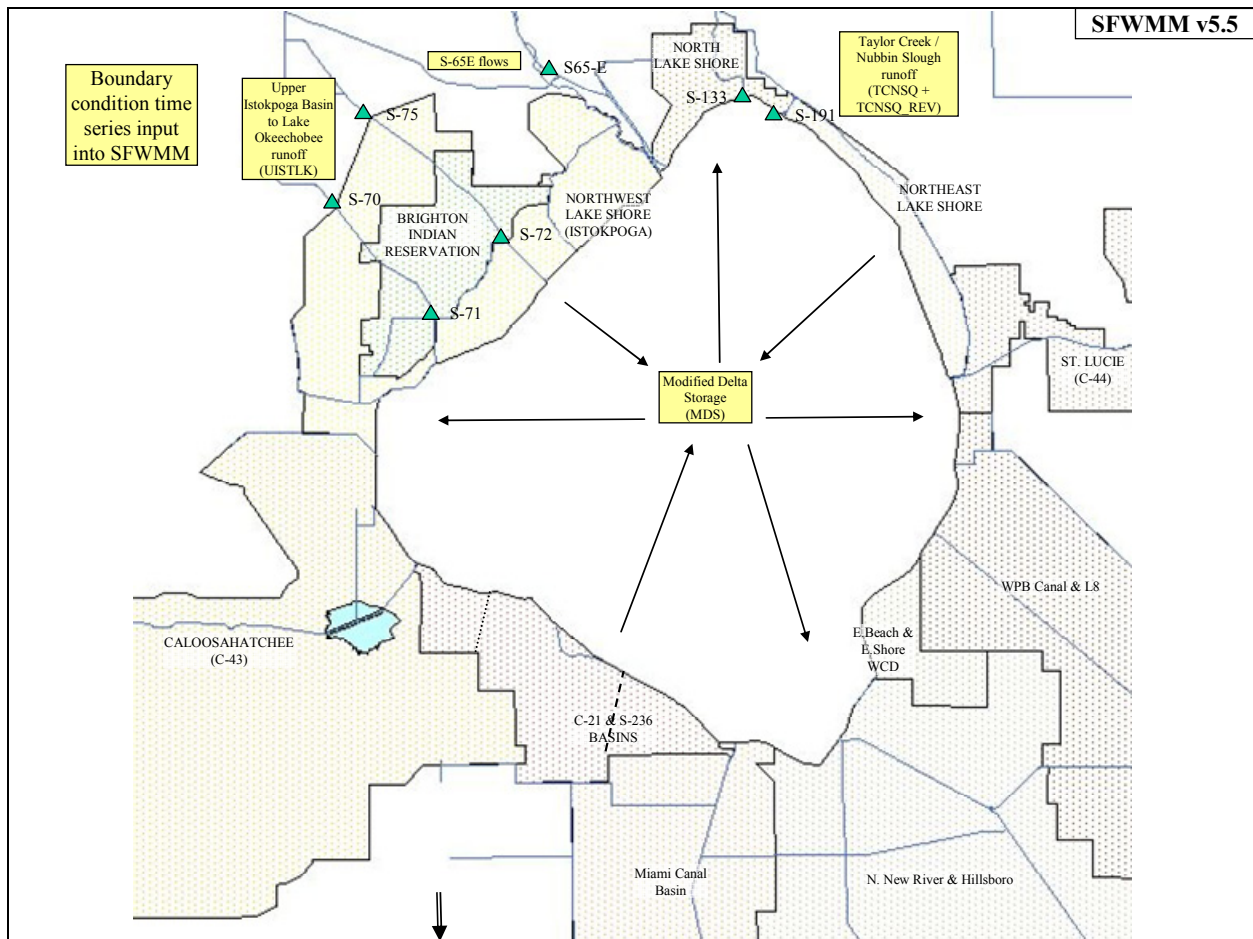 SFWMM v5.5
Boundary
condition time
series input
into SFWMM
Upper
Istokpoga Basin
to Lake
Okeechobee
runoff
(UISTLK)
S-65E flows
S65-E
NORTH
LAKE SHORE
Taylor Creek /
Nubbin Slough
runoff
(TCNSQ +
TCNSQ_REV)
S-133
S-191
S-75
S-70
BRIGHTON
INDIAN
RESERVATION
S-72
NORTHWEST
LAKE SHORE
(ISTOKPOGA)
NORTHEAST
LAKE SHORE
S-71
ST. LUCIE
(C-44)
Modified Delta
Storage
(MDS)
WPB Canal & L8
CALOOSAHATCHEE
(C-43)
E.Beach &
E.Shore
WCD
C-21 & S-236
BASINS
Miami Canal
Basin
N. New River & Hillsboro